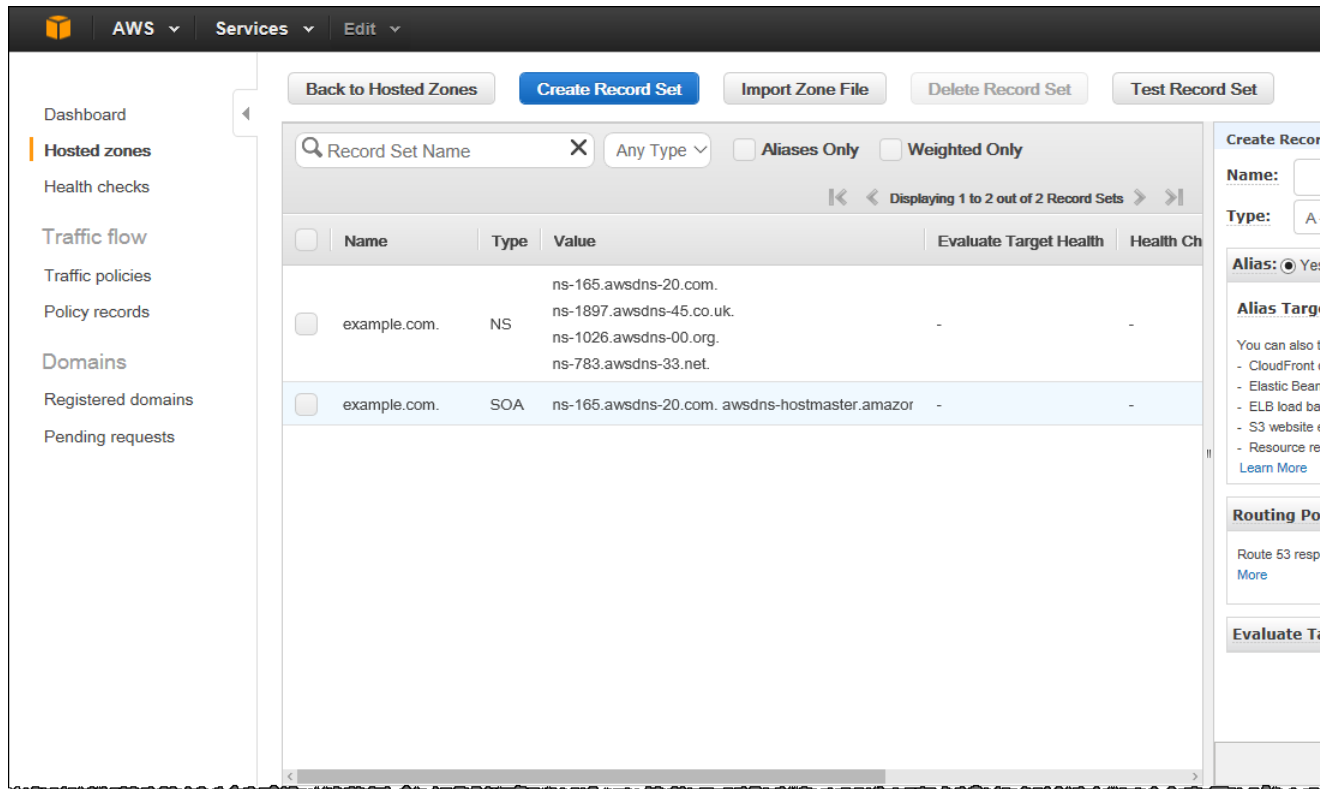 AWS Services Edit
Back to Hosted Zones Create Record Set Import Zone File Delete Record Set Test Record Set
Dashboard
Hosted zones
Health checks
Traffic flow
Traffic policies
Policy records
Domains
Registered domains
Pending requests
Record Set Name Any Type Aliases Only Weighted Only
Displaying 1 to 2 out of 2 Record Sets
Name Type Value Evaluate Target Health Health Ch
example.com. NS
ns-165.awsdns-20.com.
ns-1897.awsdns-45.co.uk.
ns-1026.awsdns-00.org.
ns-783.awsdns-33.net.
- -
example.com. SOA ns-165.awsdns-20.com. awsdns-hostmaster.amazor - -
Create Recor
Name:
Type: A
Alias: Yes
Alias Targe
You can also t
- CloudFront
- Elastic Bean
- ELB load ba
- S3 website e
- Resource re
Learn More
Routing Po
Route 53 resp
More
Evaluate Ta